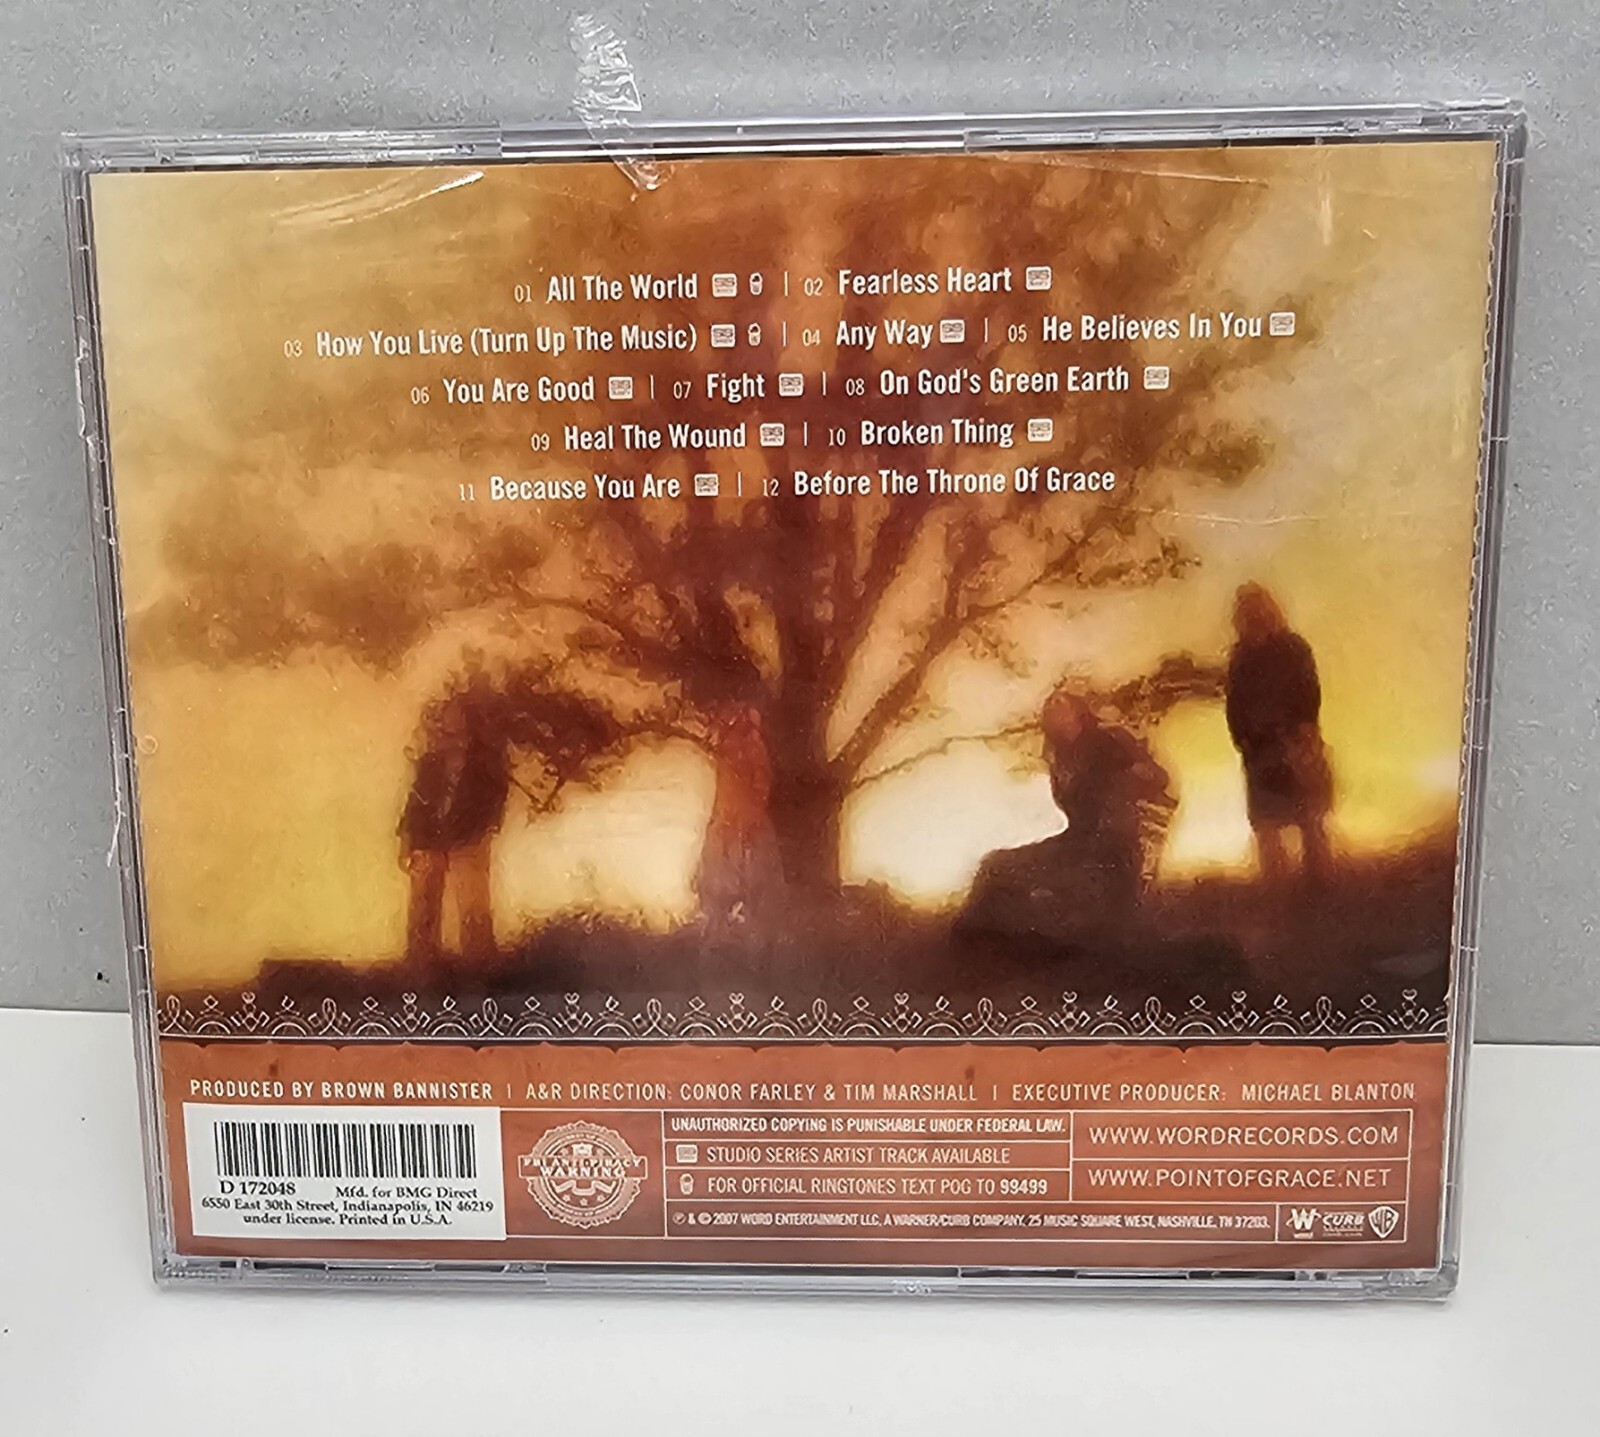 01 All The World | 02 Fearless Heart
03 How You Live (Turn Up The Music) | 04 Any Way | 05 He Believes In You
06 You Are Good | 07 Fight | 08 On God's Green Earth
09 Heal The Wound | 10 Broken Thing
11 Because You Are | 12 Before The Throne Of Grace
PRODUCED BY BROWN BANNISTER | A&R DIRECTION: CONOR FARLEY & TIM MARSHALL | EXECUTIVE PRODUCER: MICHAEL BLANTON
D 172048 Mfd. for BMG Direct
6550 East 30th Street, Indianapolis, IN 46219
under license. Printed in U.S.A.
FBI ANTI-PIRACY
WARNING
UNAUTHORIZED COPYING IS PUNISHABLE UNDER FEDERAL LAW.
STUDIO SERIES ARTIST TRACK AVAILABLE
FOR OFFICIAL RINGTONES TEXT POG TO 99499
℗ & © 2007 WORD ENTERTAINMENT LLC, A WARNER/CURB COMPANY, 25 MUSIC SQUARE WEST, NASHVILLE, TN 37203.
WWW.WORDRECORDS.COM
WWW.POINTOFGRACE.NET
W CURB WB